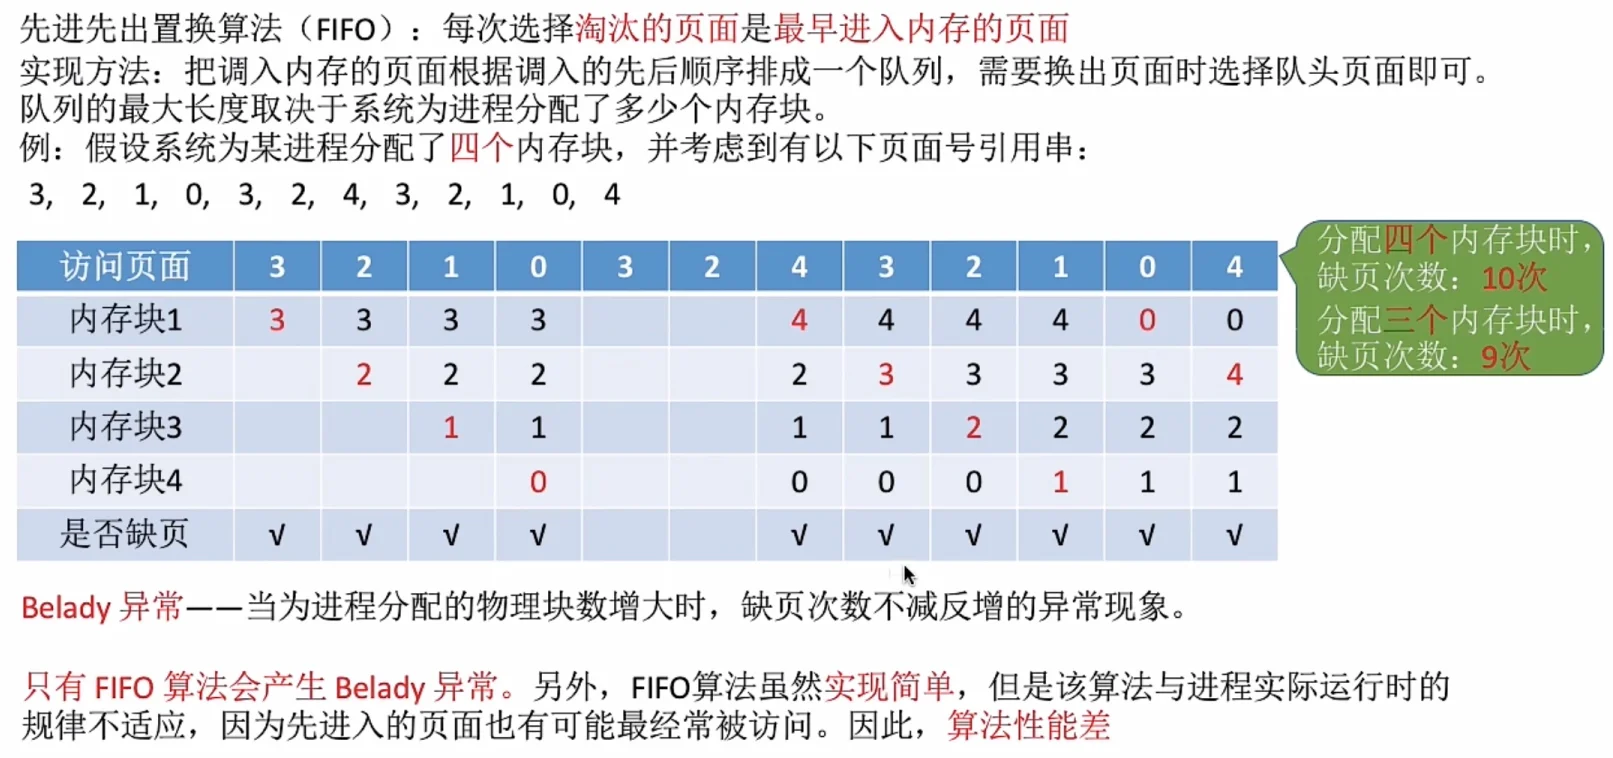 先进先出置换算法（FIFO）：每次选择淘汰的页面是最早进入内存的页面
实现方法：把调入内存的页面根据调入的先后顺序排成一个队列，需要换出页面时选择队头页面即可。
队列的最大长度取决于系统为进程分配了多少个内存块。
例：假设系统为某进程分配了四个内存块，并考虑到有以下页面号引用串：
3, 2, 1, 0, 3, 2, 4, 3, 2, 1, 0, 4
访问页面 3 2 1 0 3 2 4 3 2 1 0 4
内存块1 3 3 3 3 4 4 4 4 0 0
内存块2 2 2 2 2 3 3 3 3 4
内存块3 1 1 1 1 2 2 2 2
内存块4 0 0 0 0 1 1 1
是否缺页 √ √ √ √ √ √ √ √ √ √
分配四个内存块时，
缺页次数：10次
分配三个内存块时，
缺页次数：9次
Belady 异常——当为进程分配的物理块数增大时，缺页次数不减反增的异常现象。
只有 FIFO 算法会产生 Belady 异常。另外，FIFO算法虽然实现简单，但是该算法与进程实际运行时的
规律不适应，因为先进入的页面也有可能最经常被访问。因此，算法性能差